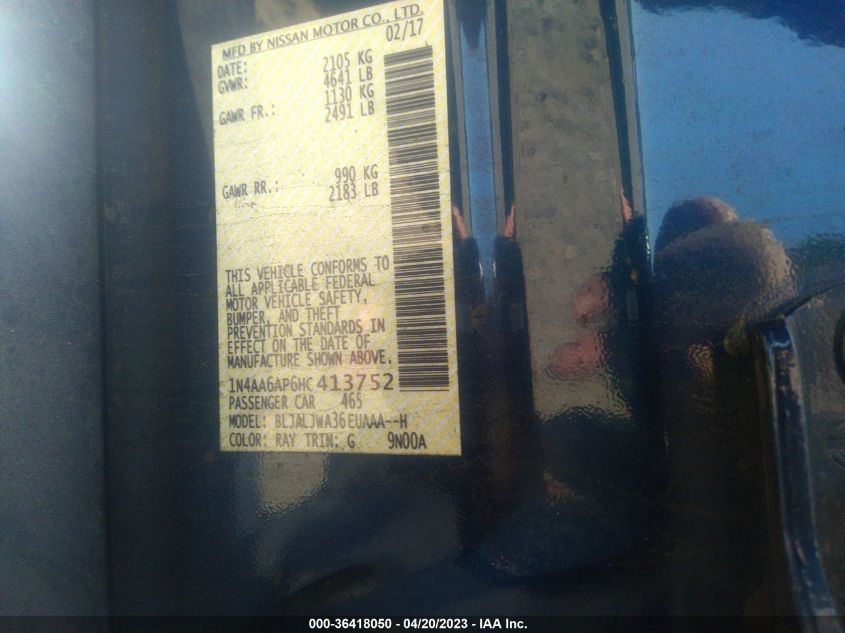 MFD BY NISSAN MOTOR CO., LTD.
DATE: 02/17
GVWR: 2105 KG
4641 LB
GAWR FR.: 1130 KG
2491 LB
GAWR RR.: 990 KG
2183 LB
THIS VEHICLE CONFORMS TO
ALL APPLICABLE FEDERAL
MOTOR VEHICLE SAFETY,
BUMPER, AND THEFT
PREVENTION STANDARDS IN
EFFECT ON THE DATE OF
MANUFACTURE SHOWN ABOVE.
1N4AA6AP6HC413752
PASSENGER CAR 465
MODEL: BLJALJWA36EUAAA--H
COLOR: RAY TRIM: G 9N00A
000-36418050 - 04/20/2023 - IAA Inc.